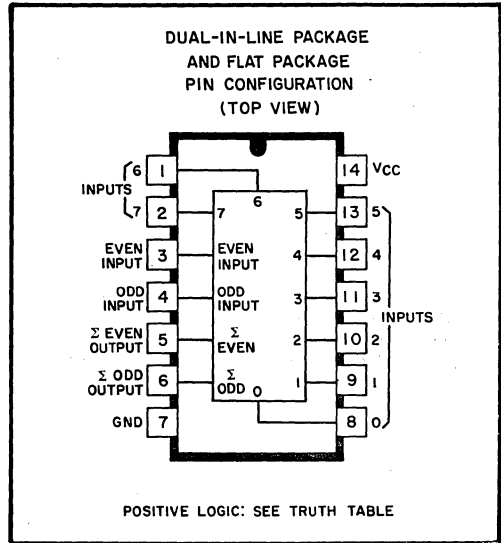 DUAL-IN-LINE PACKAGE
AND FLAT PACKAGE
PIN CONFIGURATION
(TOP VIEW)
6 1 14 VCC
INPUTS
6
7 2 7 5 13 5
EVEN INPUT 3 EVEN INPUT 4 12 4
ODD INPUT 4 ODD INPUT 3 11 3
INPUTS
Σ EVEN OUTPUT 5 Σ EVEN 2 10 2
Σ ODD OUTPUT 6 Σ ODD 0 1 9 1
GND 7 8 0
POSITIVE LOGIC: SEE TRUTH TABLE